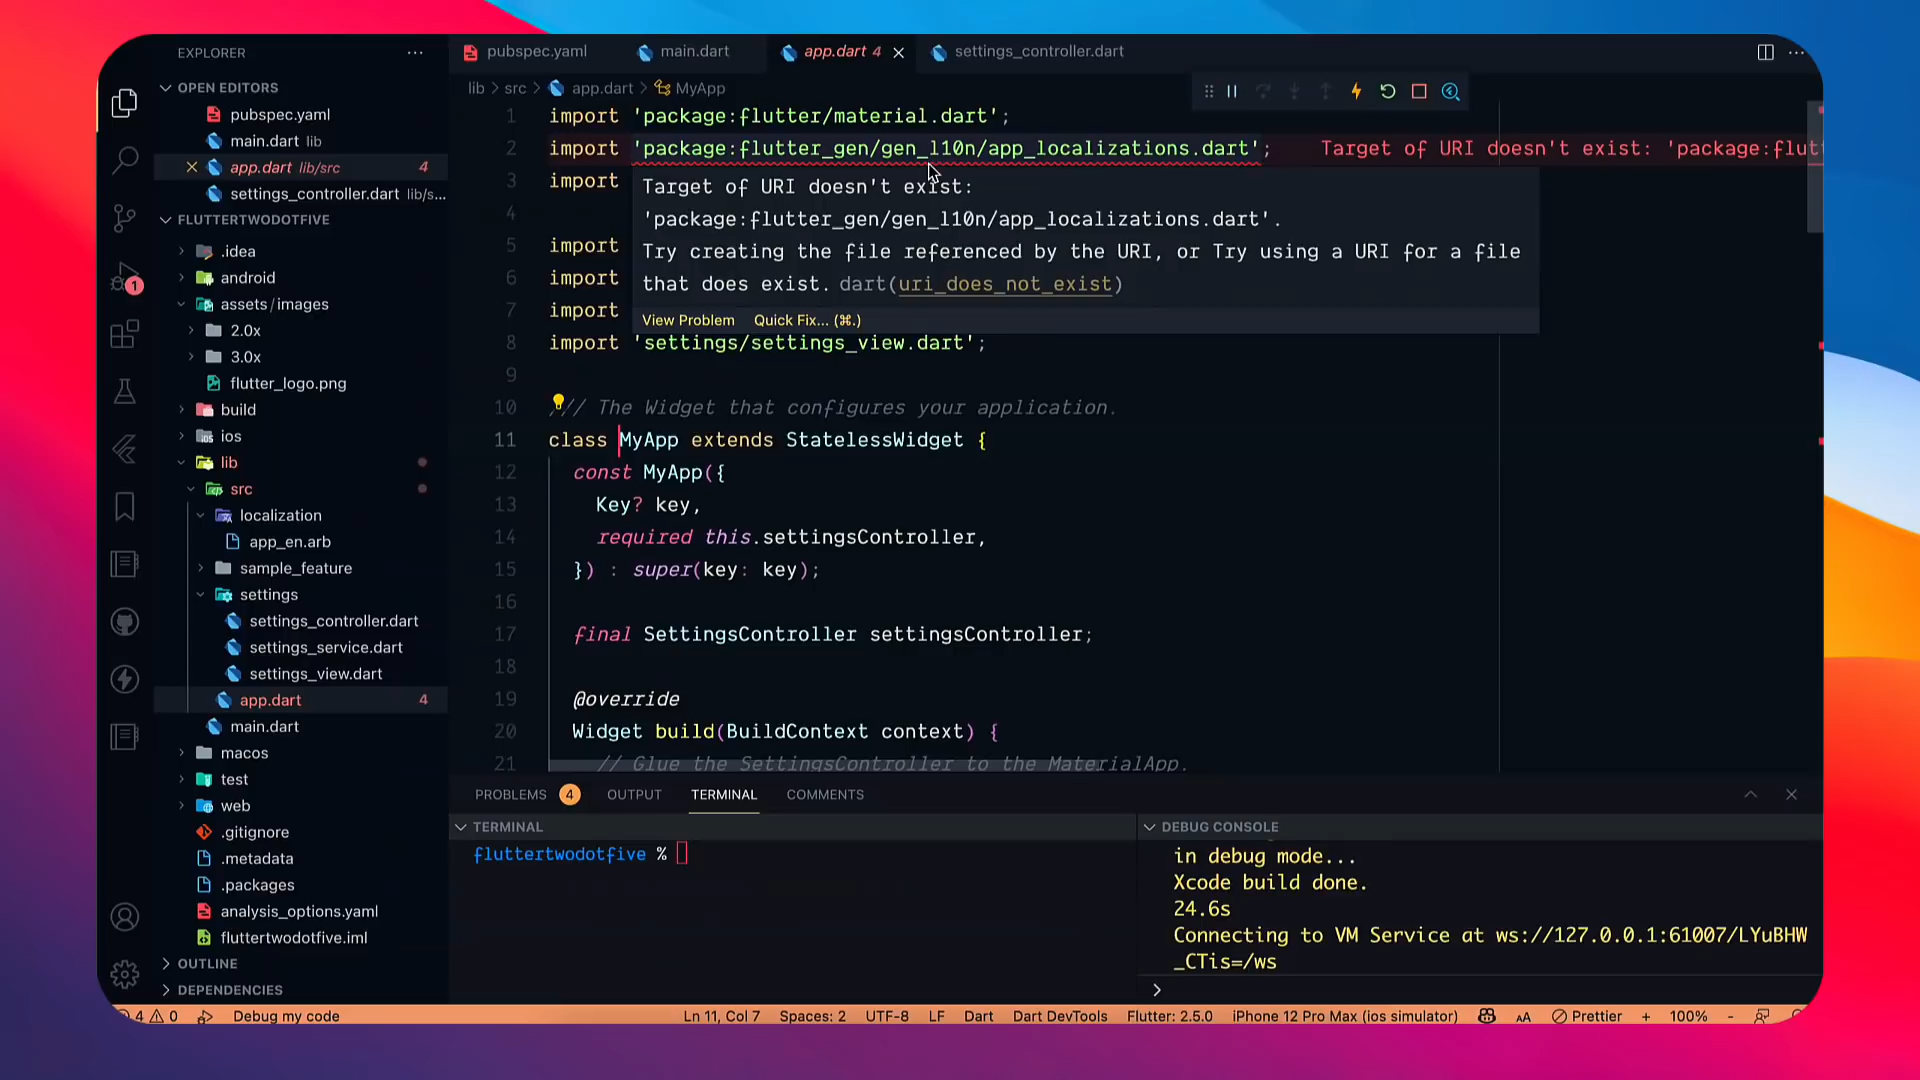 EXPLORER
OPEN EDITORS
pubspec.yaml
main.dart lib
app.dart lib/src 4
settings_controller.dart lib/s...
FLUTTERTWODOTFIVE
.idea
android
assets/images
2.0x
3.0x
flutter_logo.png
build
ios
lib
src
localization
app_en.arb
sample_feature
settings
settings_controller.dart
settings_service.dart
settings_view.dart
app.dart 4
main.dart
macos
test
web
.gitignore
.metadata
.packages
analysis_options.yaml
fluttertwodotfive.iml
OUTLINE
DEPENDENCIES
1
pubspec.yaml main.dart app.dart 4 settings_controller.dart
lib > src > app.dart > MyApp
1 import 'package:flutter/material.dart';
2 import 'package:flutter_gen/gen_l10n/app_localizations.dart'; Target of URI doesn't exist: 'package:flut
3 import
4
5 import
6 import
7 import
8 import 'settings/settings_view.dart';
9
10 /// The Widget that configures your application.
11 class MyApp extends StatelessWidget {
12 const MyApp({
13 Key? key,
14 required this.settingsController,
15 }) : super(key: key);
16
17 final SettingsController settingsController;
18
19 @override
20 Widget build(BuildContext context) {
21 // Glue the SettingsController to the MaterialApp.
Target of URI doesn't exist:
'package:flutter_gen/gen_l10n/app_localizations.dart'.
Try creating the file referenced by the URI, or Try using a URI for a file
that does exist. dart(uri_does_not_exist)
View Problem Quick Fix... (⌘.)
PROBLEMS 4 OUTPUT TERMINAL COMMENTS
TERMINAL
fluttertwodotfive %
DEBUG CONSOLE
in debug mode...
Xcode build done.
24.6s
Connecting to VM Service at ws://127.0.0.1:61007/LYuBHW
_CTis=/ws
>
4 0 Debug my code Ln 11, Col 7 Spaces: 2 UTF-8 LF Dart Dart DevTools Flutter: 2.5.0 iPhone 12 Pro Max (ios simulator) AA Prettier + 100% -